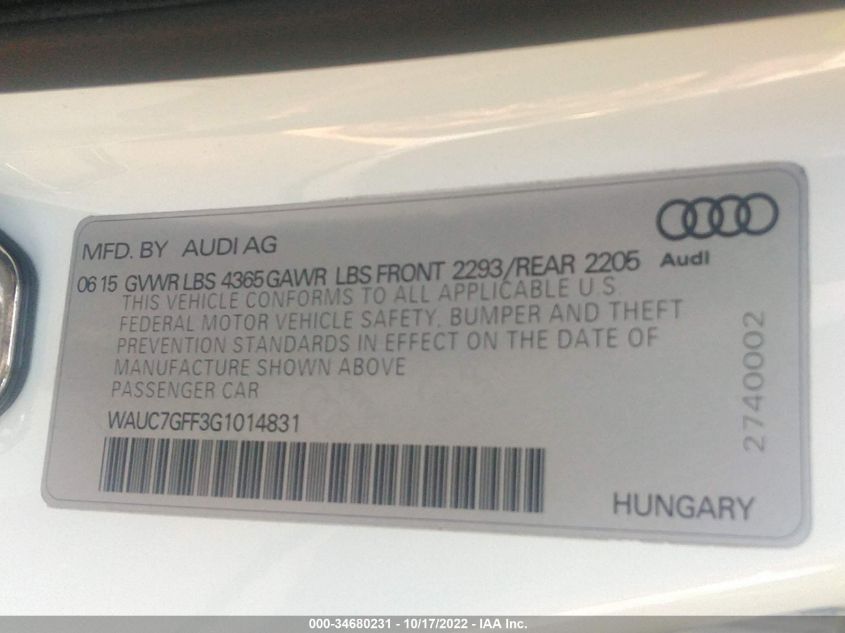 MFD. BY AUDI AG
Audi
06 15 GVWR LBS 4365 GAWR LBS FRONT 2293/REAR 2205
THIS VEHICLE CONFORMS TO ALL APPLICABLE U.S.
FEDERAL MOTOR VEHICLE SAFETY, BUMPER AND THEFT
PREVENTION STANDARDS IN EFFECT ON THE DATE OF
MANUFACTURE SHOWN ABOVE
PASSENGER CAR
WAUC7GFF3G1014831
2740002
HUNGARY
000-34680231 - 10/17/2022 - IAA Inc.